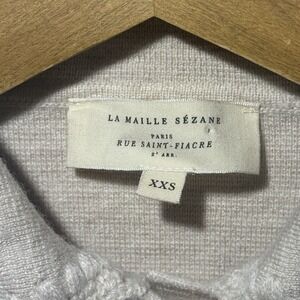 LA MAILLE SÉZANE
PARIS
RUE SAINT-FIACRE
2ᵉ ARR.
XXS